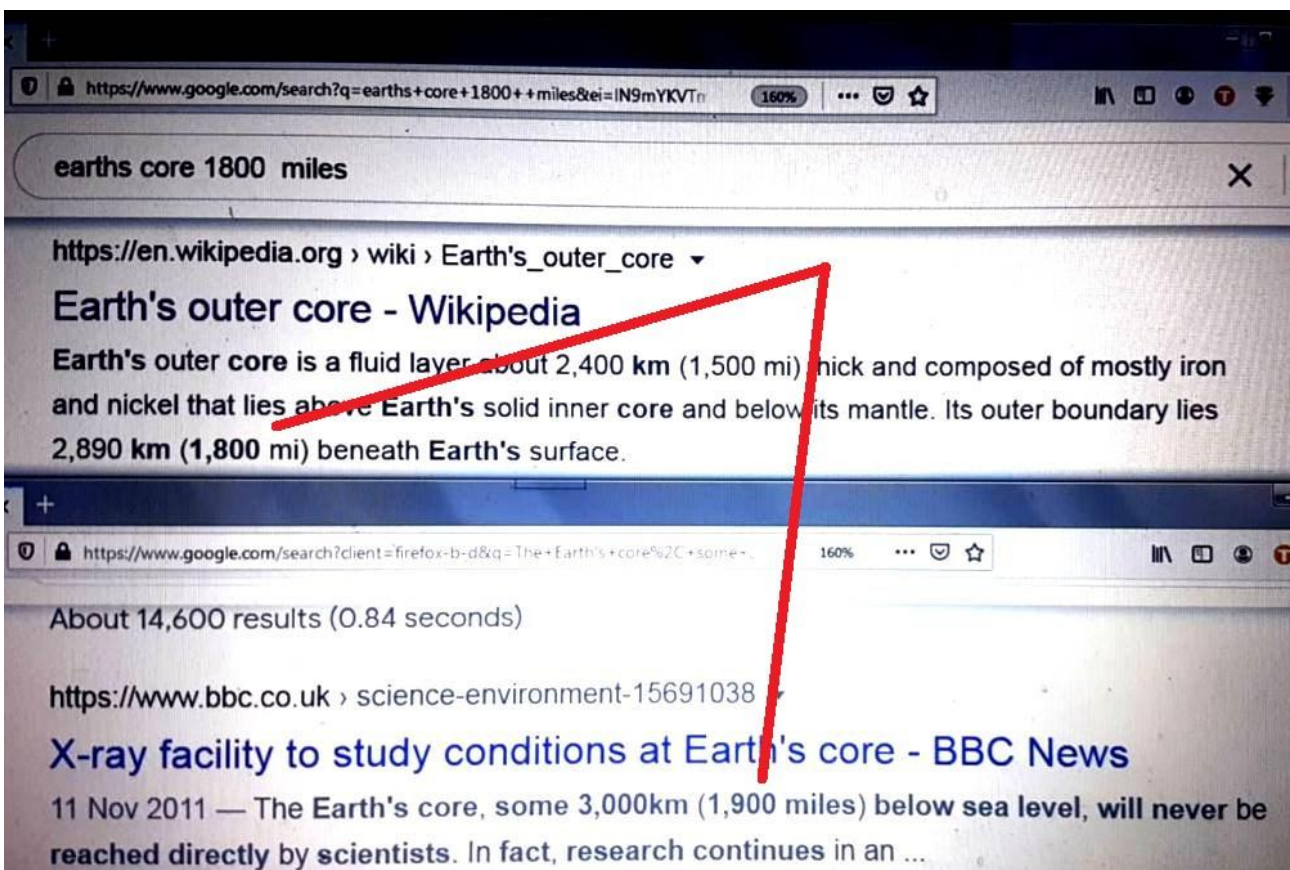 https://www.google.com/search?q=earths+core+1800++miles&ei=IN9mYKVTn 160%
earths core 1800 miles
https://en.wikipedia.org › wiki › Earth's_outer_core
Earth's outer core - Wikipedia
Earth's outer core is a fluid layer about 2,400 km (1,500 mi) thick and composed of mostly iron
and nickel that lies above Earth's solid inner core and below its mantle. Its outer boundary lies
2,890 km (1,800 mi) beneath Earth's surface.
https://www.google.com/search?client=firefox-b-d&q=The+Earth's+core%2C+some+.. 160%
About 14,600 results (0.84 seconds)
https://www.bbc.co.uk › science-environment-15691038
X-ray facility to study conditions at Earth's core - BBC News
11 Nov 2011 — The Earth's core, some 3,000km (1,900 miles) below sea level, will never be
reached directly by scientists. In fact, research continues in an ...